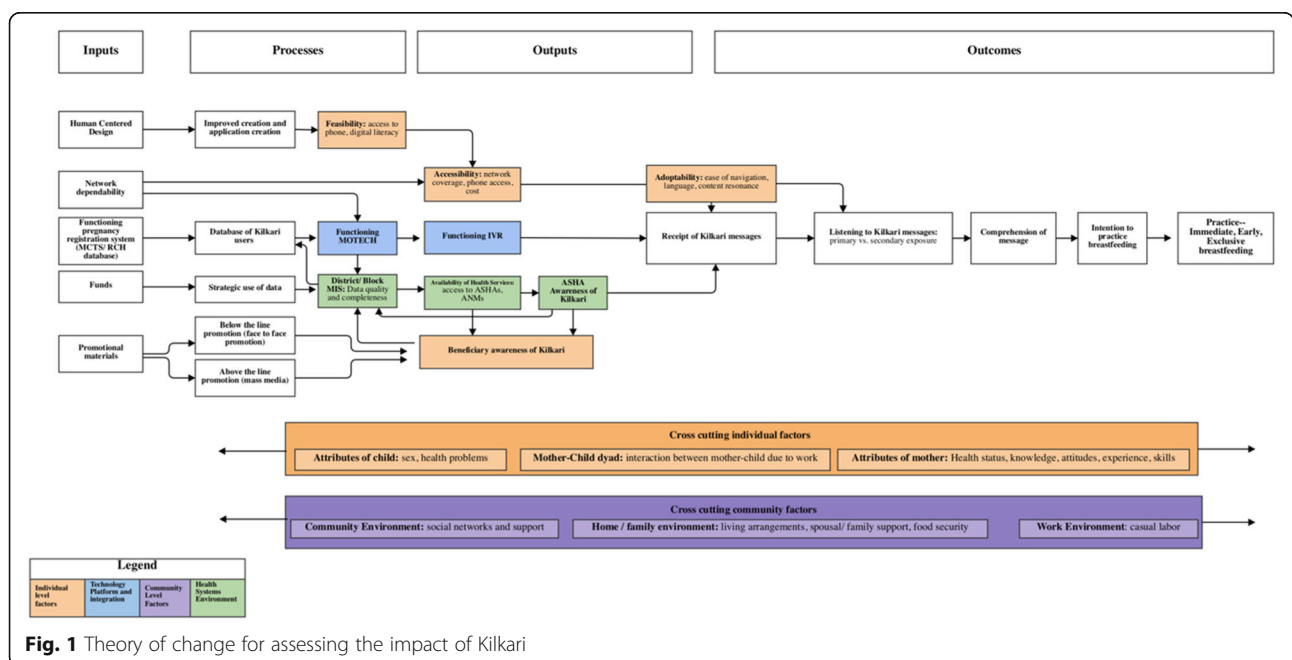 Inputs
Processes
Outputs
Outcomes
Human Centered
Design
Improved creation and
application creation
Feasibility: access to
phone, digital literacy
Network
dependability
Accessibility: network
coverage, phone access,
cost
Adoptability: ease of navigation,
language, content resonance
Functioning
pregnancy
registration system
(MCTS/ RCH
database)
Database of Kilkari
users
Functioning
MOTECH
Functioning IVR
Receipt of Kilkari messages
Listening to Kilkari messages:
primary vs. secondary exposure
Comprehension of
message
Intention to
practice
breastfeeding
Practice--
Immediate, Early,
Exclusive breastfeeding
Funds
Strategic use of data
District/ Block
MIS: Data quality
and completeness
Availability of Health Services:
access to ASHAs,
ANMs
ASHA
Awareness of
Kilkari
Promotional
materials
Below the line
promotion (face to face
promotion)
Above the line
promotion (mass media)
Beneficiary awareness of Kilkari
Cross cutting individual factors
Attributes of child: sex, health problems
Mother-Child dyad: interaction between mother-child due to work
Attributes of mother: Health status, knowledge, attitudes, experience, skills
Cross cutting community factors
Community Environment: social networks and support
Home / family environment: living arrangements, spousal/ family support, food security
Work Environment: casual labor
Legend
Individual
level
factors
Technology
Platform and
integration
Community
Level
Factors
Health
Systems
Environment
Fig. 1 Theory of change for assessing the impact of Kilkari